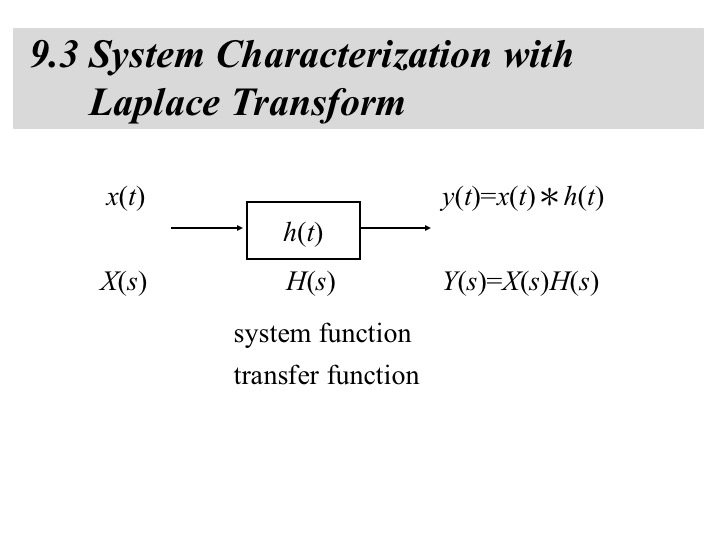 9.3 System Characterization with
Laplace Transform
x(t)
h(t)
y(t)=x(t)＊h(t)
X(s)
H(s)
Y(s)=X(s)H(s)
system function
transfer function